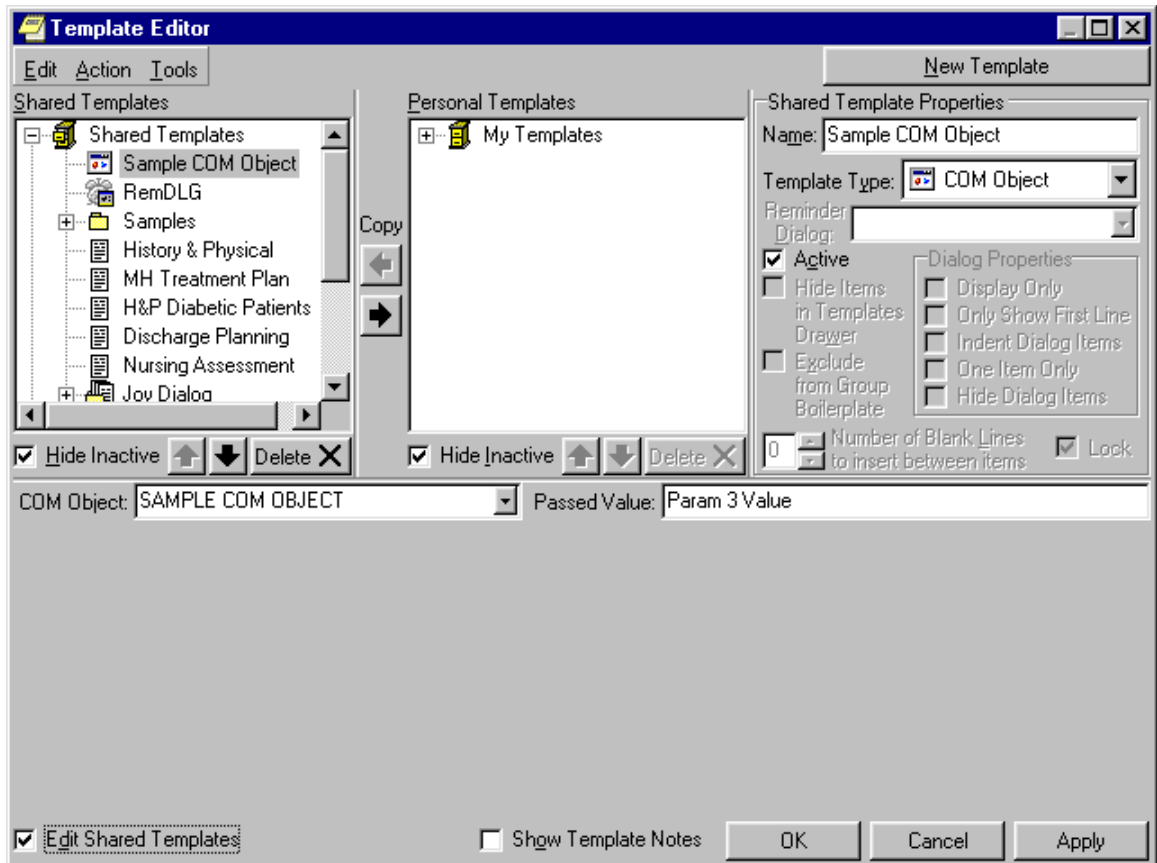 Template Editor
Edit Action Tools
New Template
Shared Templates
Shared Templates
Sample COM Object
RemDLG
Samples
History & Physical
MH Treatment Plan
H&P Diabetic Patients
Discharge Planning
Nursing Assessment
Joy Dialog
Hide Inactive
Delete
Copy
Personal Templates
My Templates
Hide Inactive
Delete
Shared Template Properties
Name: Sample COM Object
Template Type: COM Object
Reminder
Dialog:
Active
Hide Items
in Templates
Drawer
Exclude
from Group
Boilerplate
Dialog Properties
Display Only
Only Show First Line
Indent Dialog Items
One Item Only
Hide Dialog Items
0 Number of Blank Lines
to insert between items
Lock
COM Object: SAMPLE COM OBJECT Passed Value: Param 3 Value
Edit Shared Templates Show Template Notes OK Cancel Apply